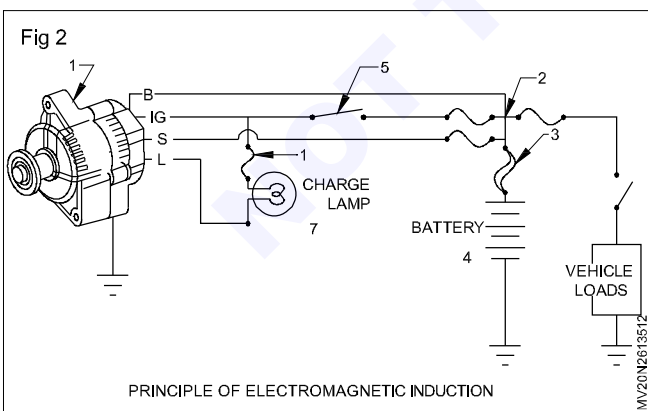 Fig 2
1
5
B
2
IG
S
3
1
L
CHARGE
LAMP
7
BATTERY
4
VEHICLE
LOADS
PRINCIPLE OF ELECTROMAGNETIC INDUCTION
MV20N2613512
NOT